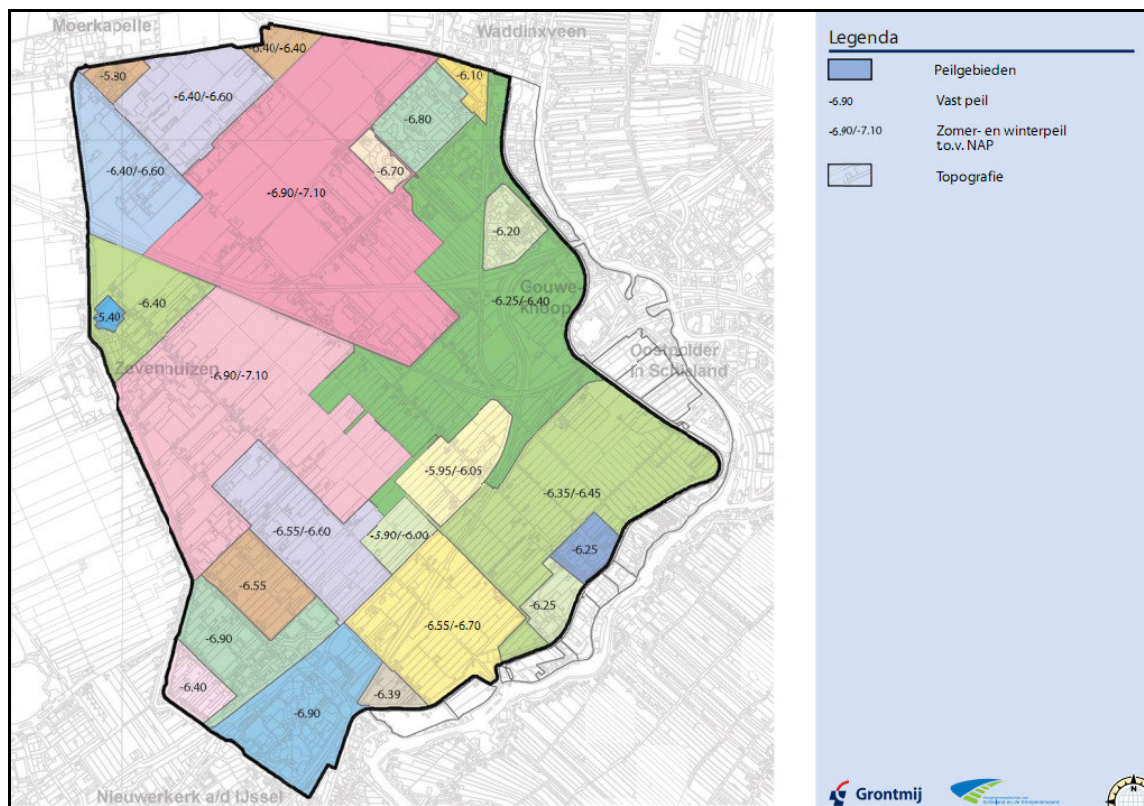 Moerkapelle
Waddinxveen
Legenda
Peilgebieden
-6.90 Vast peil
-6.90/-7.10 Zomer- en winterpeil
t.o.v. NAP
Topografie
-6.40/-6.40
-5.80
-6.10
-6.40/-6.60
-6.80
-6.40/-6.60
-6.70
-6.90/-7.10
-6.20
-6.40
Gouwe-
knoop
-6.25/-6.40
-5.40
Zevenhuizen
-6.90/-7.10
Oostpolder
in Schieland
-5.95/-6.05
-6.35/-6.45
-6.55/-6.60
-5.90/-6.00
-6.25
-6.55
-6.25
-6.55/-6.70
-6.90
-6.40
-6.39
-6.90
Nieuwerkerk a/d IJssel
Grontmij
N